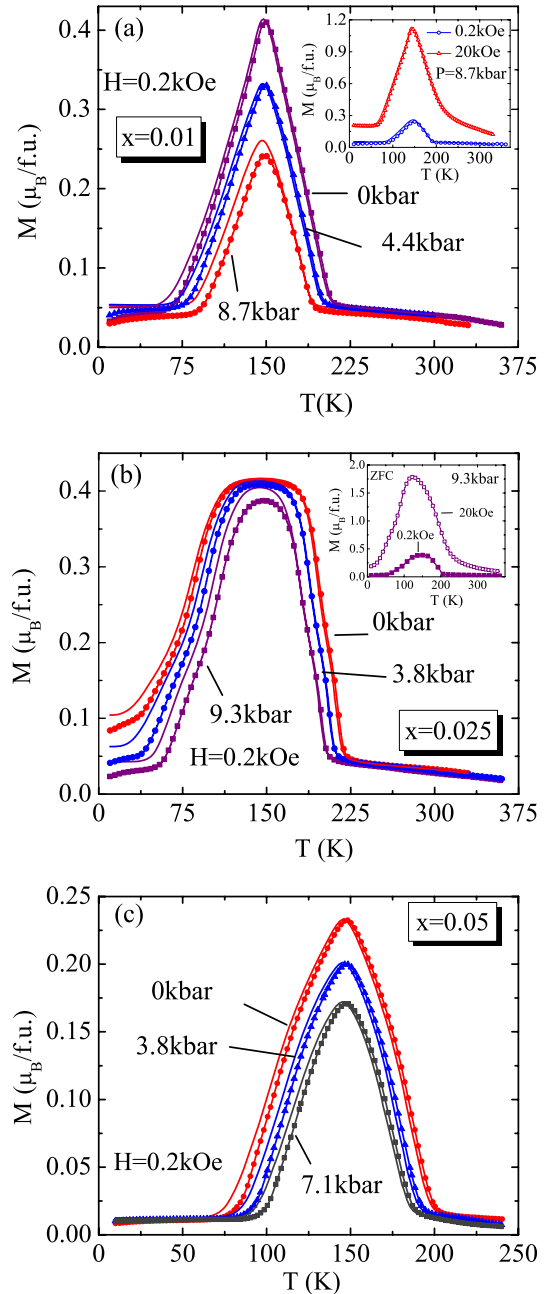 (a)
H=0.2kOe
x=0.01
0kbar
4.4kbar
8.7kbar
M (μB/f.u.)
0.4
0.3
0.2
0.1
0.0
0 75 150 225 300 375
T(K)
1.2
0.9
0.6
0.3
0.0
M (μB/f.u.)
0.2kOe
20kOe
P=8.7kbar
0 100 200 300
T (K)
(b)
M (μB/f.u.)
0.4
0.3
0.2
0.1
0.0
0kbar
3.8kbar
9.3kbar
H=0.2kOe
x=0.025
0 75 150 225 300 375
T (K)
ZFC
9.3kbar
20kOe
0.2kOe
M (μB/f.u.)
2.0
1.5
1.0
0.5
0.0
0 100 200 300
T (K)
(c)
x=0.05
M (μB/f.u.)
0.25
0.20
0.15
0.10
0.05
0.00
0kbar
3.8kbar
H=0.2kOe
7.1kbar
0 50 100 150 200 250
T (K)